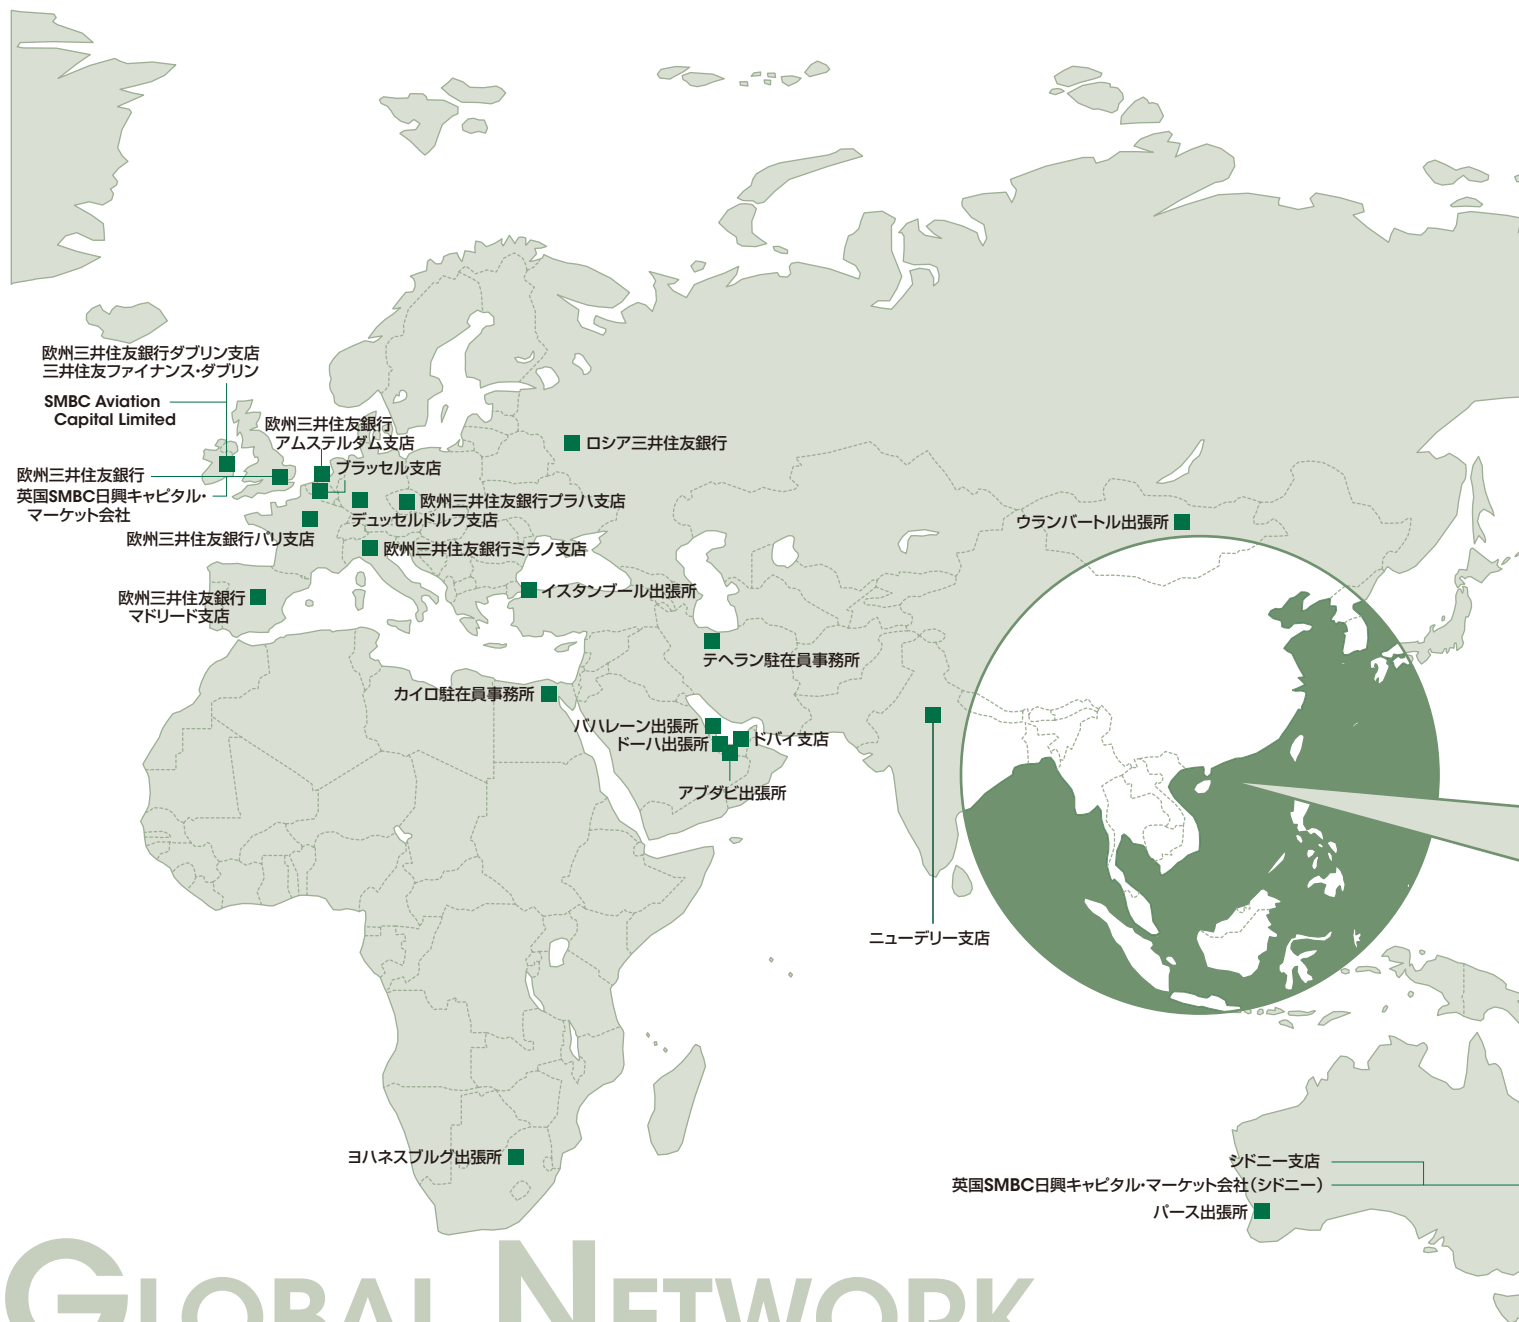 欧州三井住友銀行ダブリン支店
三井住友ファイナンス・ダブリン
SMBC Aviation
Capital Limited
欧州三井住友銀行
アムステルダム支店
ブラッセル支店
欧州三井住友銀行
英国SMBC日興キャピタル・
マーケット会社
欧州三井住友銀行プラハ支店
デュッセルドルフ支店
欧州三井住友銀行パリ支店
欧州三井住友銀行ミラノ支店
欧州三井住友銀行
マドリード支店
ロシア三井住友銀行
イスタンブール出張所
ウランバートル出張所
テヘラン駐在員事務所
カイロ駐在員事務所
バハレーン出張所
ドーハ出張所
ドバイ支店
アブダビ出張所
ニューデリー支店
ヨハネスブルグ出張所
シドニー支店
英国SMBC日興キャピタル・マーケット会社（シドニー）
パース出張所
GLOBAL NETWORK